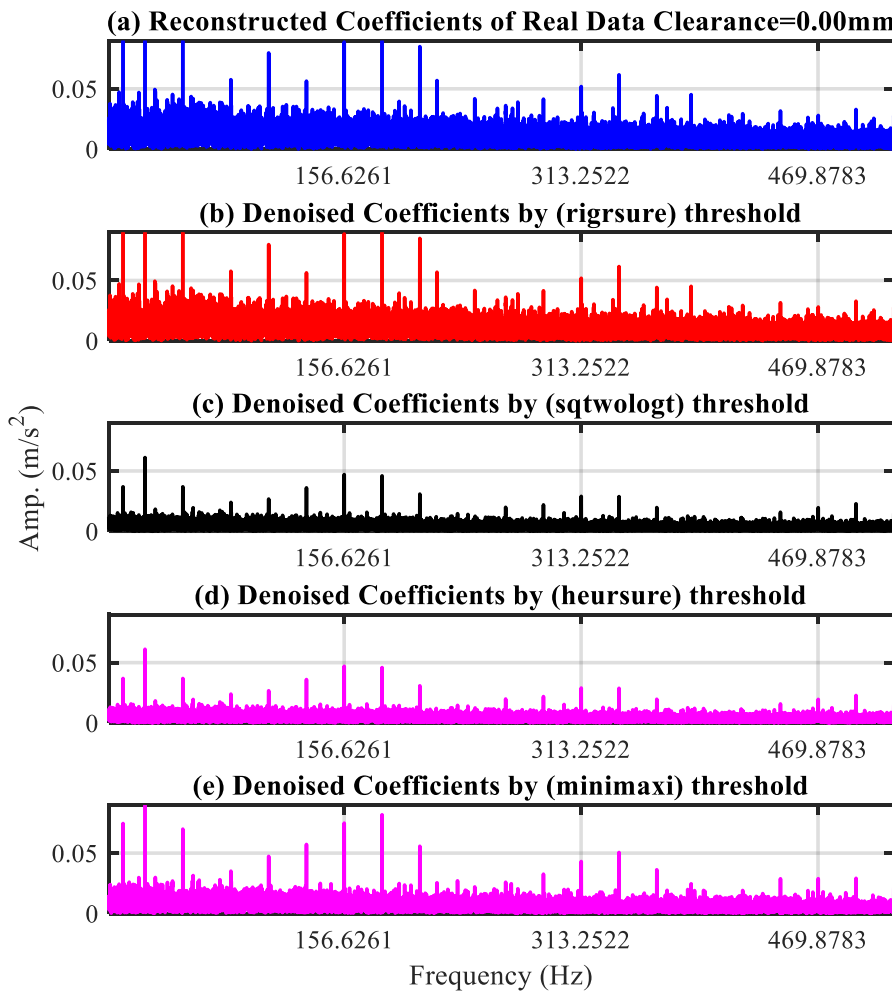 (a) Reconstructed Coefficients of Real Data Clearance=0.00mm
0.05
0
156.6261 313.2522 469.8783
(b) Denoised Coefficients by (rigrsure) threshold
0.05
0
156.6261 313.2522 469.8783
(c) Denoised Coefficients by (sqtwologt) threshold
0.05
0
156.6261 313.2522 469.8783
Amp. (m/s²)
(d) Denoised Coefficients by (heursure) threshold
0.05
0
156.6261 313.2522 469.8783
(e) Denoised Coefficients by (minimaxi) threshold
0.05
0
156.6261 313.2522 469.8783
Frequency (Hz)